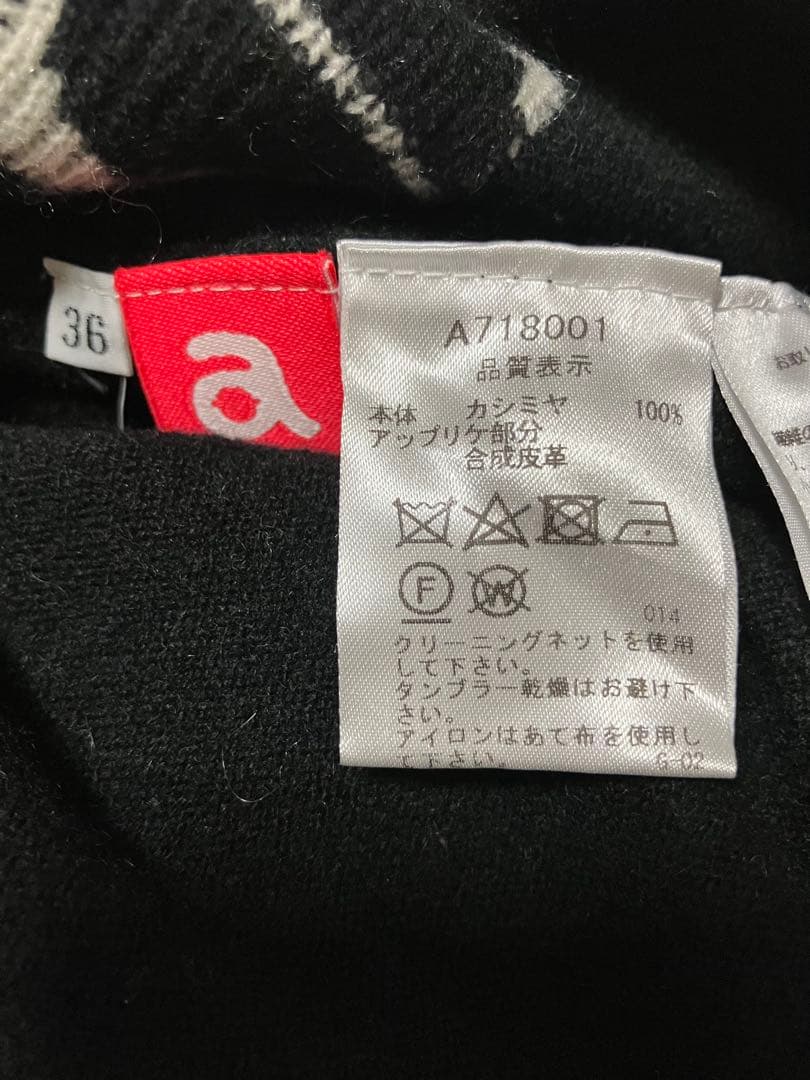 36
a
A718001
品質表示
本体 カシミヤ 100%
アップリケ部分
合成皮革
F W
014
クリーニングネットを使用
して下さい。
タンブラー乾燥はお避け下
さい。
アイロンはあて布を使用し
て下さい。 G-02
お取り